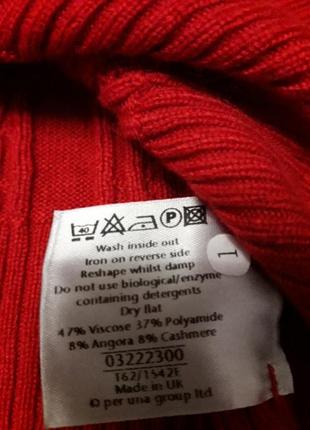 40 P
Wash inside out
Iron on reverse side
Reshape whilst damp
Do not use biological/enzyme
containing detergents
Dry flat
47% Viscose 37% Polyamide
8% Angora 8% Cashmere
03222300
T62/1542E
Made in UK
© per una group ltd
1